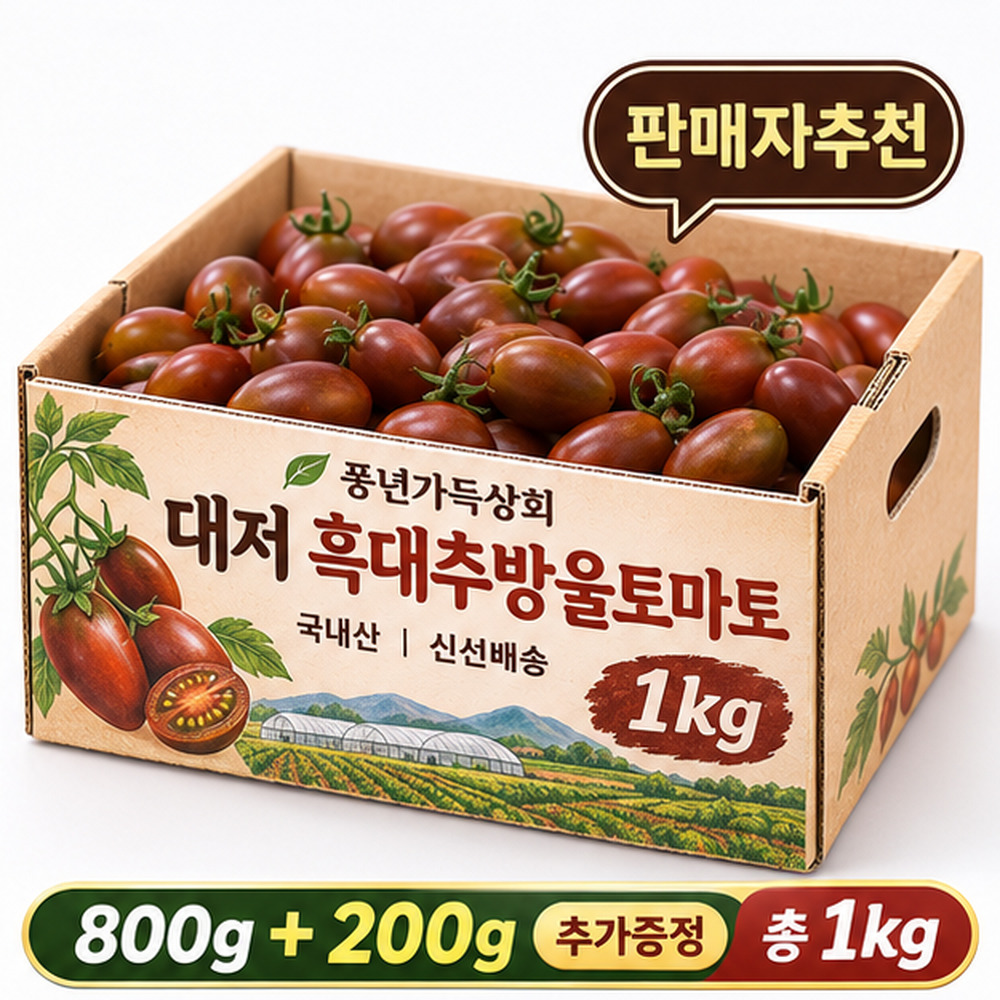 판매자추천
풍년가득상회
대저 흑대추방울토마토
국내산 | 신선배송
1kg
800g + 200g 추가증정 총 1kg